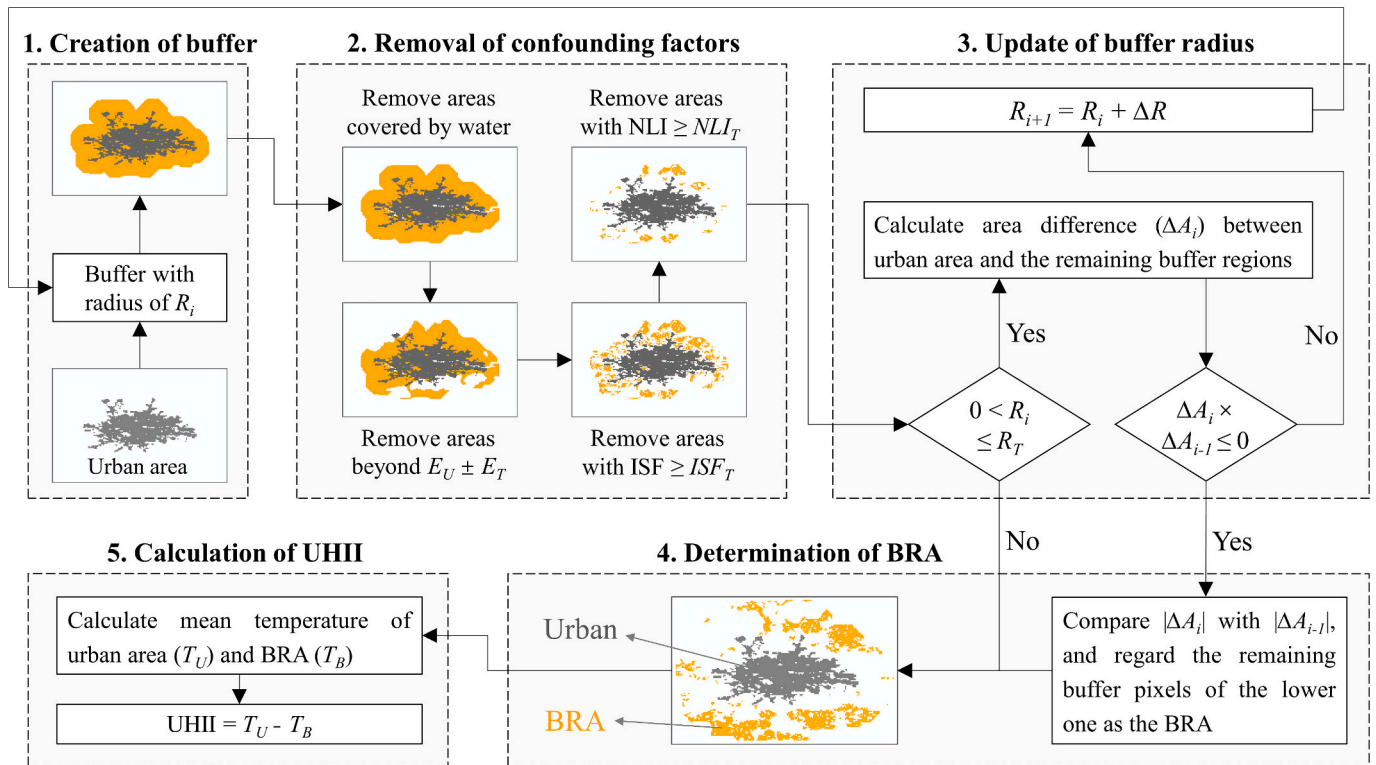 1. Creation of buffer
Buffer with
radius of R_i
Urban area
2. Removal of confounding factors
Remove areas
covered by water
Remove areas
with NLI ≥ NLI_T
Remove areas
beyond E_U ± E_T
Remove areas
with ISF ≥ ISF_T
3. Update of buffer radius
R_{i+1} = R_i + ΔR
Calculate area difference (ΔA_i) between
urban area and the remaining buffer regions
Yes
No
0 < R_i
≤ R_T
ΔA_i ×
ΔA_{i-1} ≤ 0
No
Yes
4. Determination of BRA
Urban
BRA
Compare |ΔA_i| with |ΔA_{i-1}|,
and regard the remaining
buffer pixels of the lower
one as the BRA
5. Calculation of UHII
Calculate mean temperature of
urban area (T_U) and BRA (T_B)
UHII = T_U - T_B